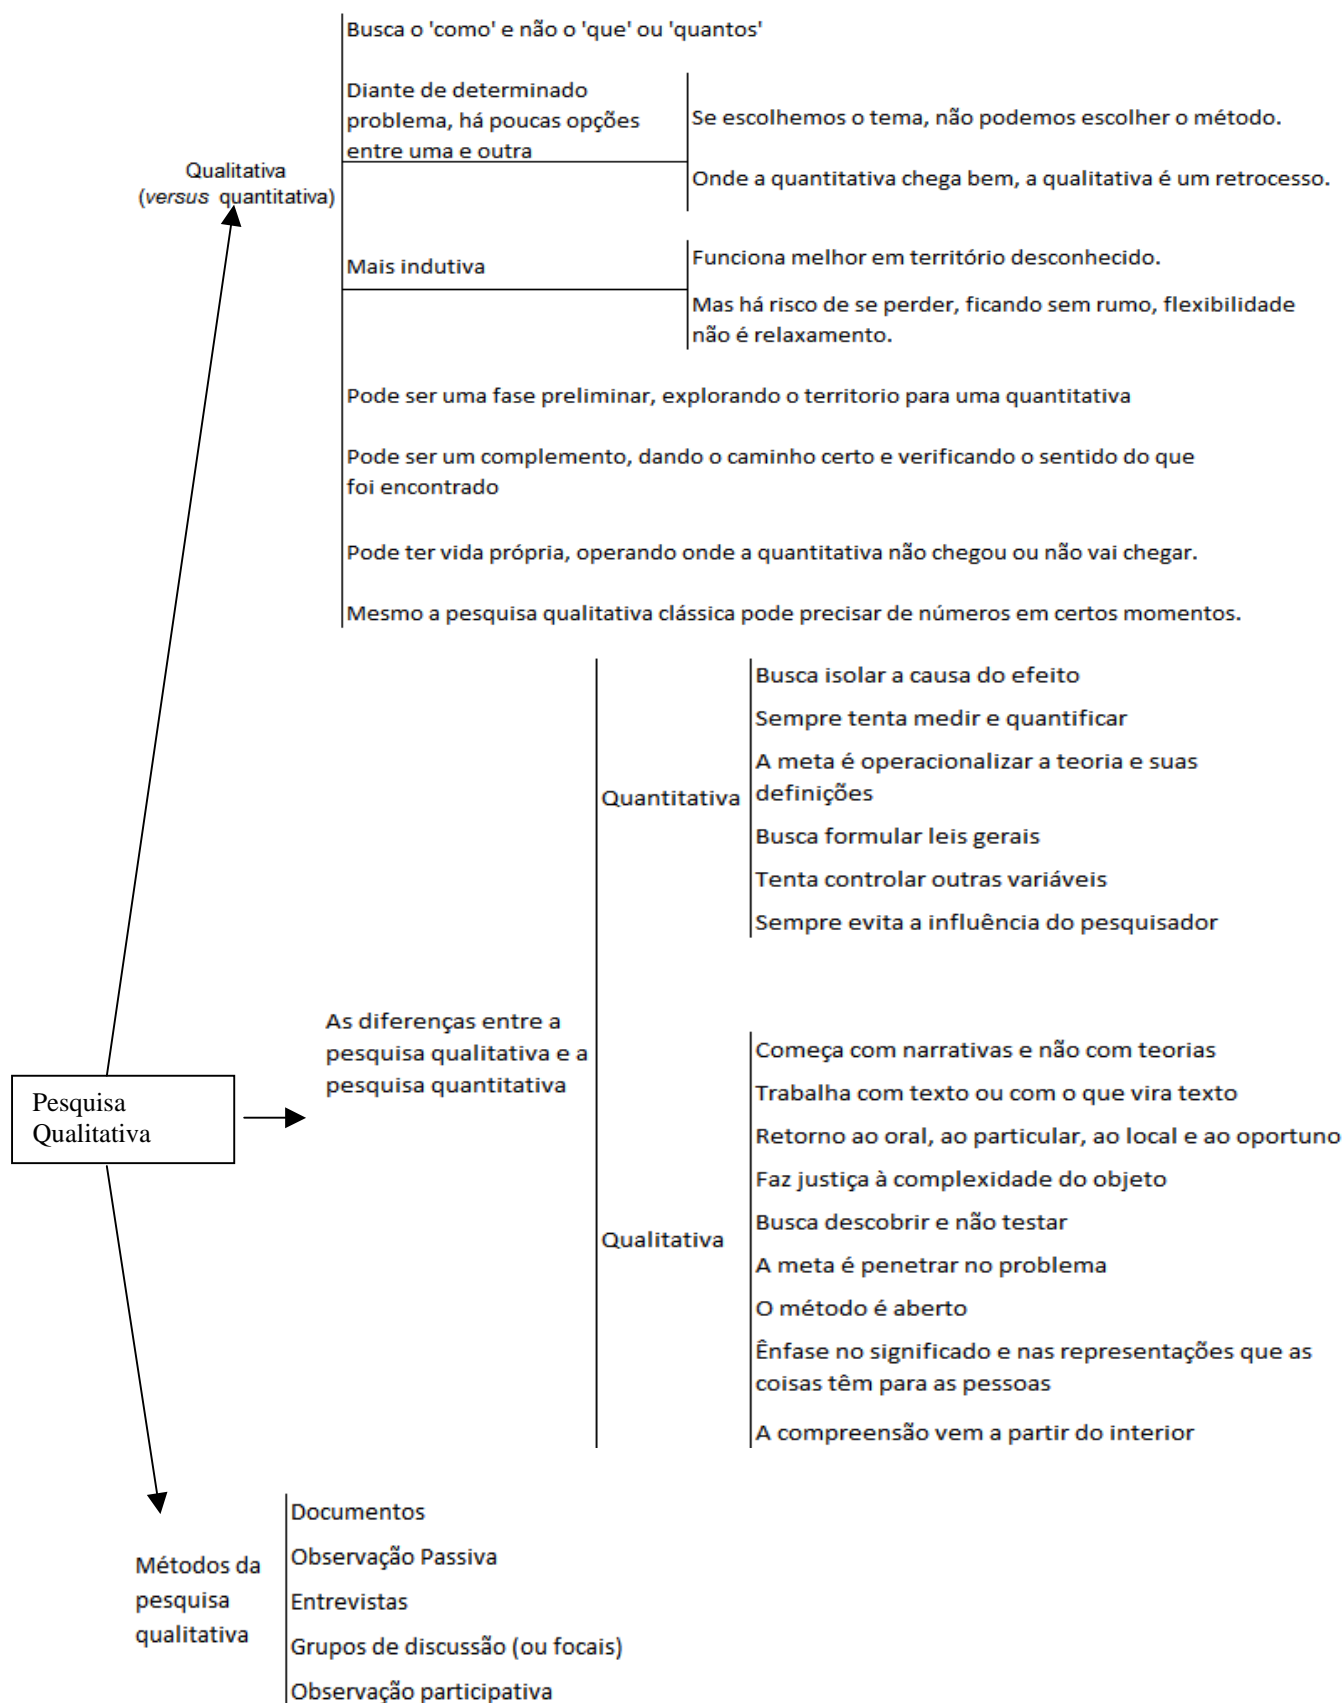 Busca o 'como' e não o 'que' ou 'quantos'
Diante de determinado
problema, há poucas opções
entre uma e outra
Se escolhemos o tema, não podemos escolher o método.
Onde a quantitativa chega bem, a qualitativa é um retrocesso.
Qualitativa
(versus quantitativa)
Mais indutiva
Funciona melhor em território desconhecido.
Mas há risco de se perder, ficando sem rumo, flexibilidade
não é relaxamento.
Pode ser uma fase preliminar, explorando o territorio para uma quantitativa
Pode ser um complemento, dando o caminho certo e verificando o sentido do que
foi encontrado
Pode ter vida própria, operando onde a quantitativa não chegou ou não vai chegar.
Mesmo a pesquisa qualitativa clássica pode precisar de números em certos momentos.
Pesquisa
Qualitativa
As diferenças entre a
pesquisa qualitativa e a
pesquisa quantitativa
Quantitativa
Busca isolar a causa do efeito
Sempre tenta medir e quantificar
A meta é operacionalizar a teoria e suas
definições
Busca formular leis gerais
Tenta controlar outras variáveis
Sempre evita a influência do pesquisador
Qualitativa
Começa com narrativas e não com teorias
Trabalha com texto ou com o que vira texto
Retorno ao oral, ao particular, ao local e ao oportuno
Faz justiça à complexidade do objeto
Busca descobrir e não testar
A meta é penetrar no problema
O método é aberto
Ênfase no significado e nas representações que as
coisas têm para as pessoas
A compreensão vem a partir do interior
Métodos da
pesquisa
qualitativa
Documentos
Observação Passiva
Entrevistas
Grupos de discussão (ou focais)
Observação participativa